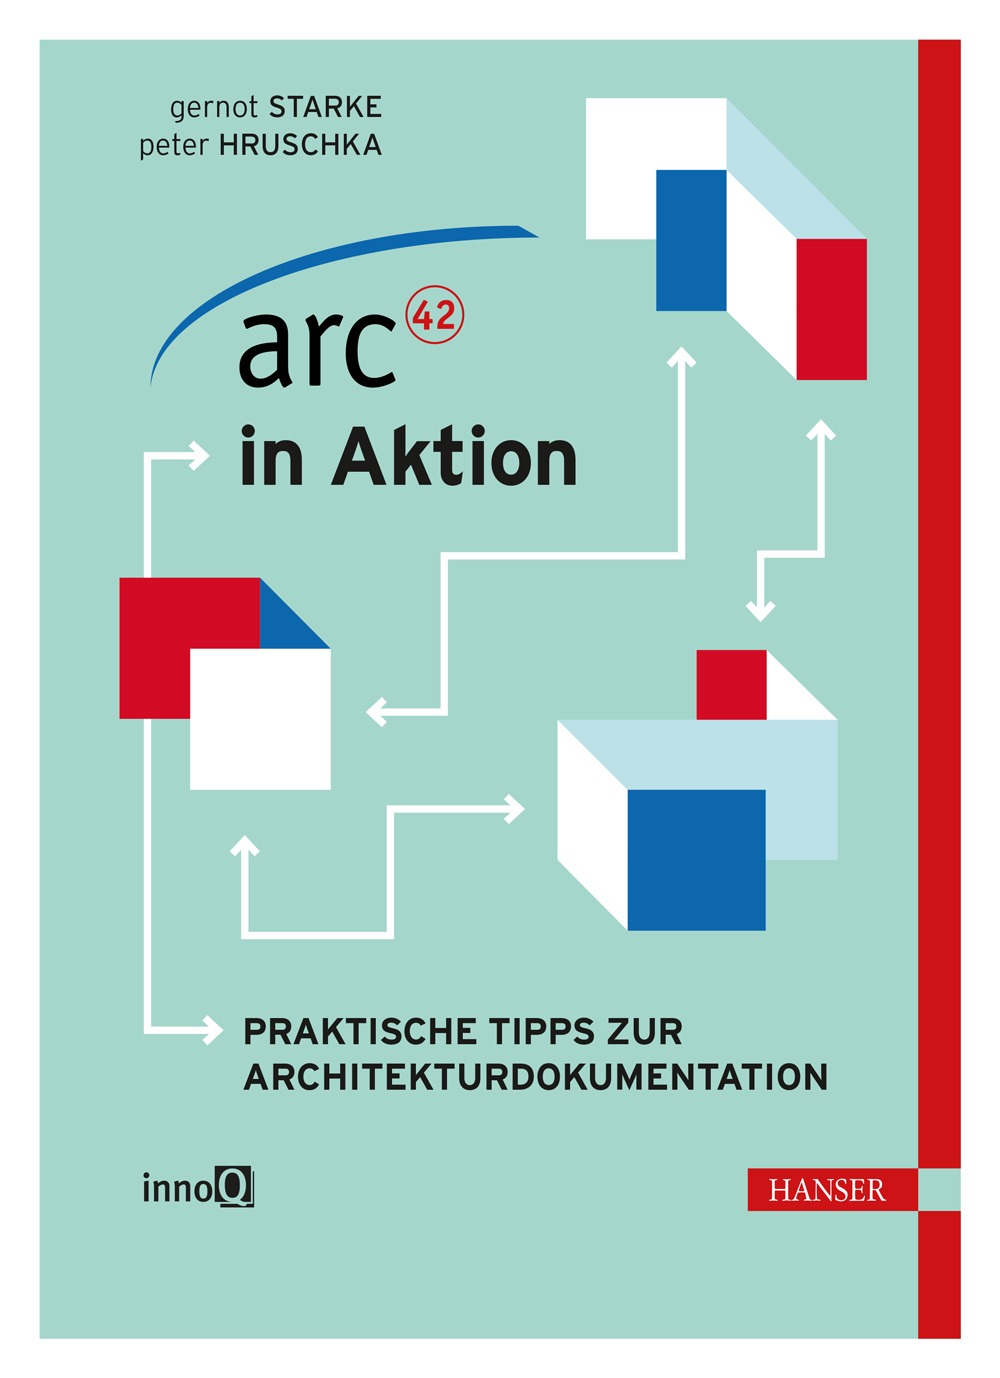 gernot STARKE
peter HRUSCHKA
arc 42
in Aktion
PRAKTISCHE TIPPS ZUR
ARCHITEKTURDOKUMENTATION
innoQ
HANSER